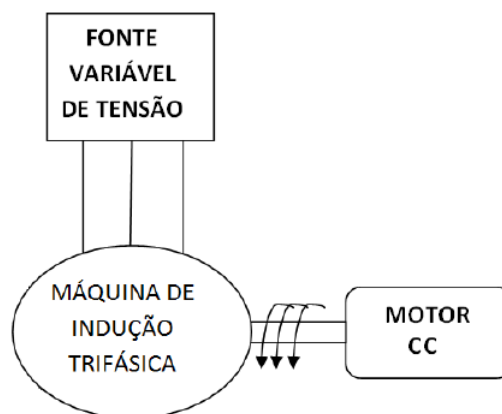 FONTE
VARIÁVEL
DE TENSÃO
MÁQUINA DE
INDUÇÃO
TRIFÁSICA
MOTOR
CC